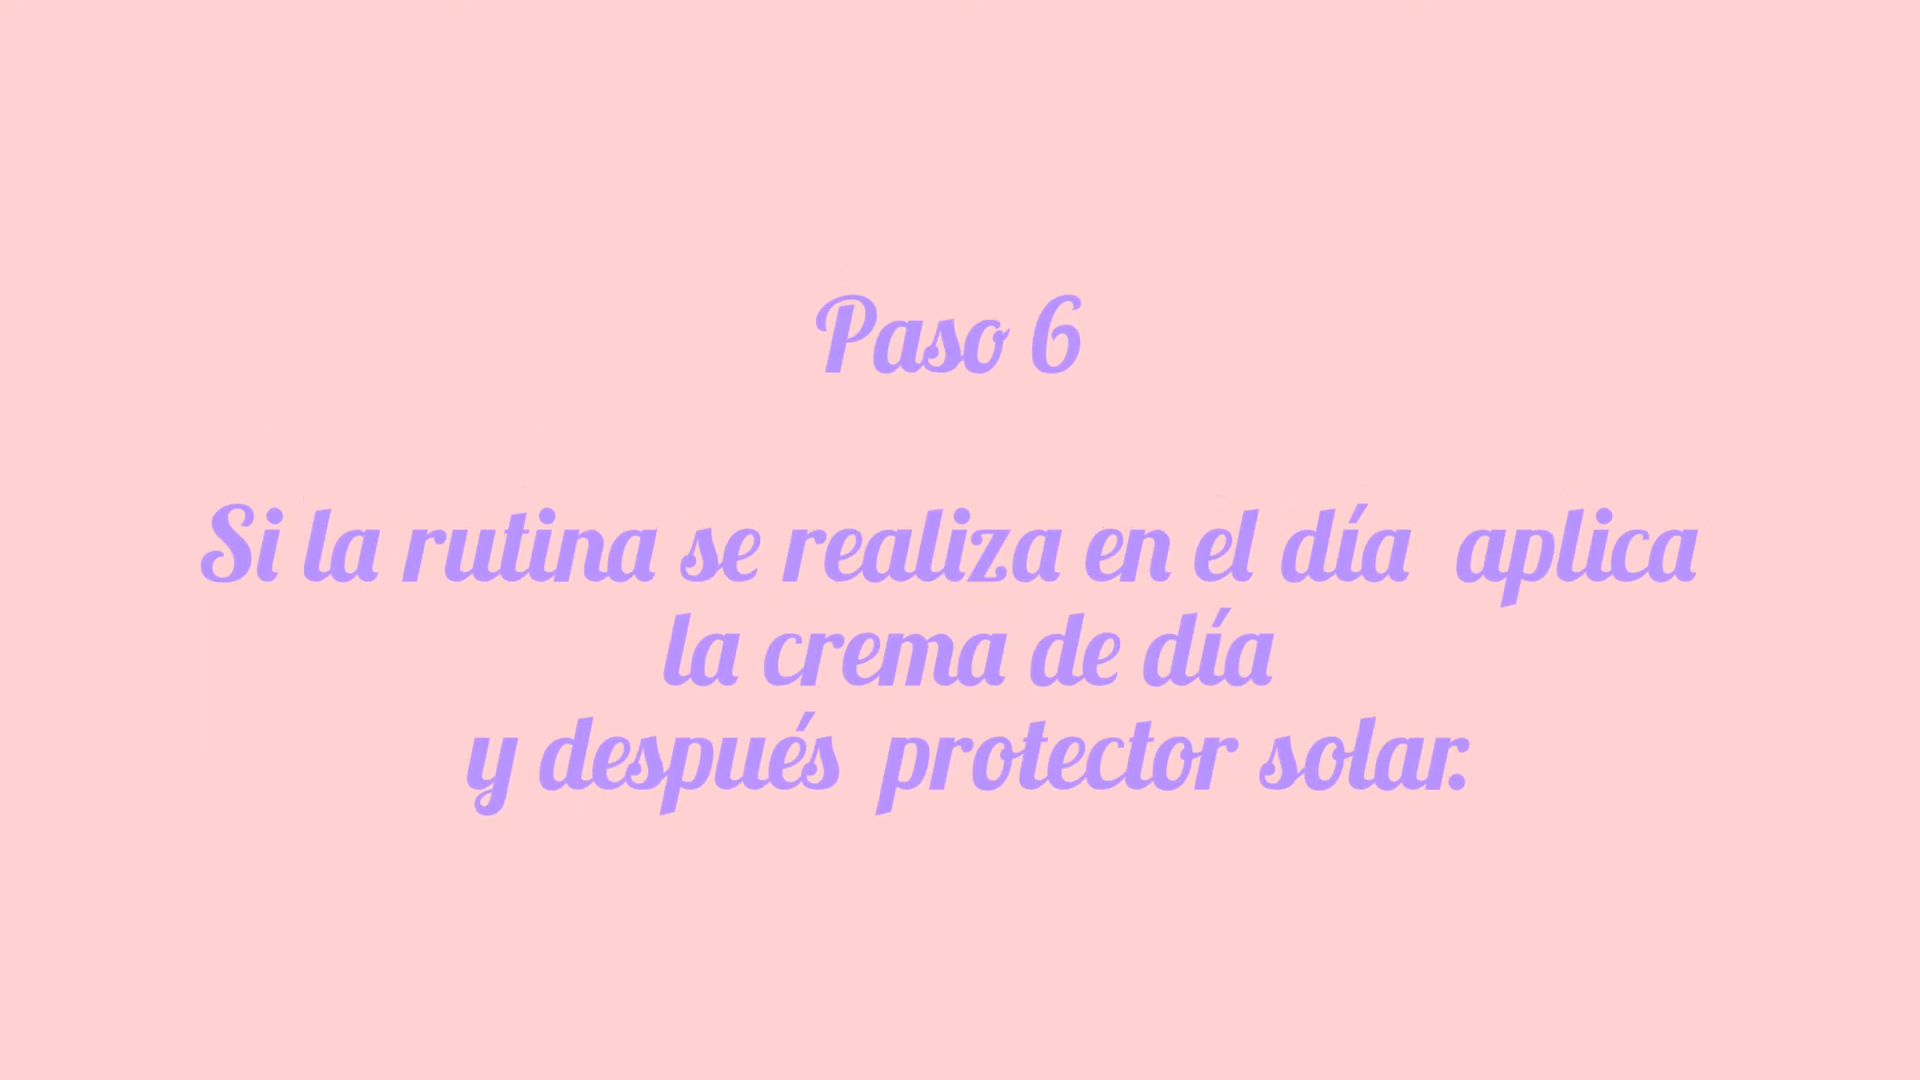 Paso 6
Si la rutina se realiza en el día  aplica
la crema de día
y después  protector solar.